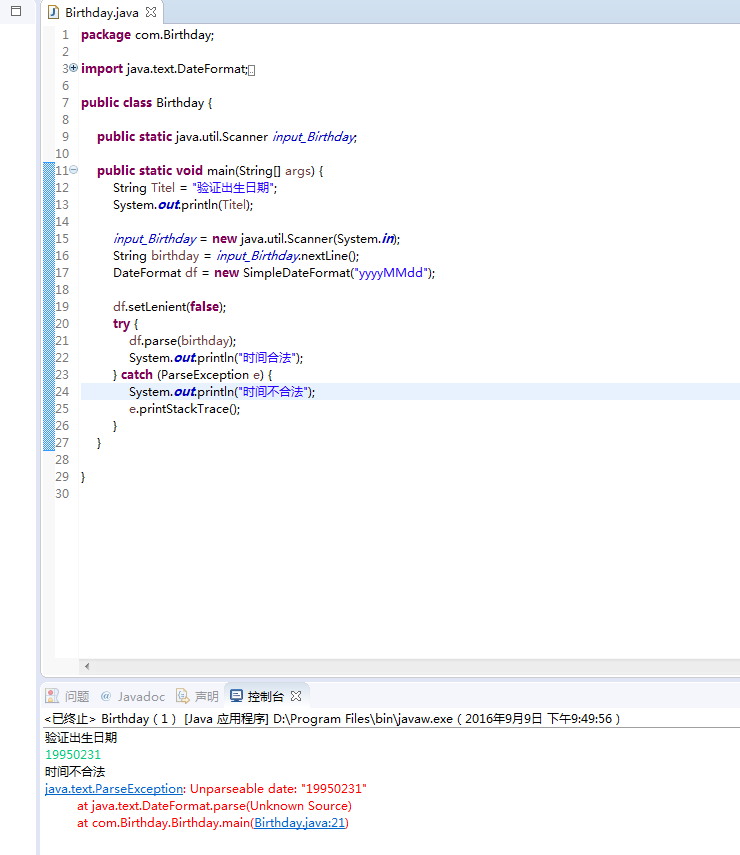 Birthday.java
1 package com.Birthday;
2
3 import java.text.DateFormat;
6
7 public class Birthday {
8
9 public static java.util.Scanner input_Birthday;
10
11 public static void main(String[] args) {
12 String Titel = "验证出生日期";
13 System.out.println(Titel);
14
15 input_Birthday = new java.util.Scanner(System.in);
16 String birthday = input_Birthday.nextLine();
17 DateFormat df = new SimpleDateFormat("yyyyMMdd");
18
19 df.setLenient(false);
20 try {
21 df.parse(birthday);
22 System.out.println("时间合法");
23 } catch (ParseException e) {
24 System.out.println("时间不合法");
25 e.printStackTrace();
26 }
27 }
28
29 }
30
问题 @ Javadoc 声明 控制台
<已终止> Birthday ( 1 ) [Java 应用程序] D:\Program Files\bin\javaw.exe ( 2016年9月9日 下午9:49:56 )
验证出生日期
19950231
时间不合法
java.text.ParseException: Unparseable date: "19950231"
at java.text.DateFormat.parse(Unknown Source)
at com.Birthday.Birthday.main(Birthday.java:21)